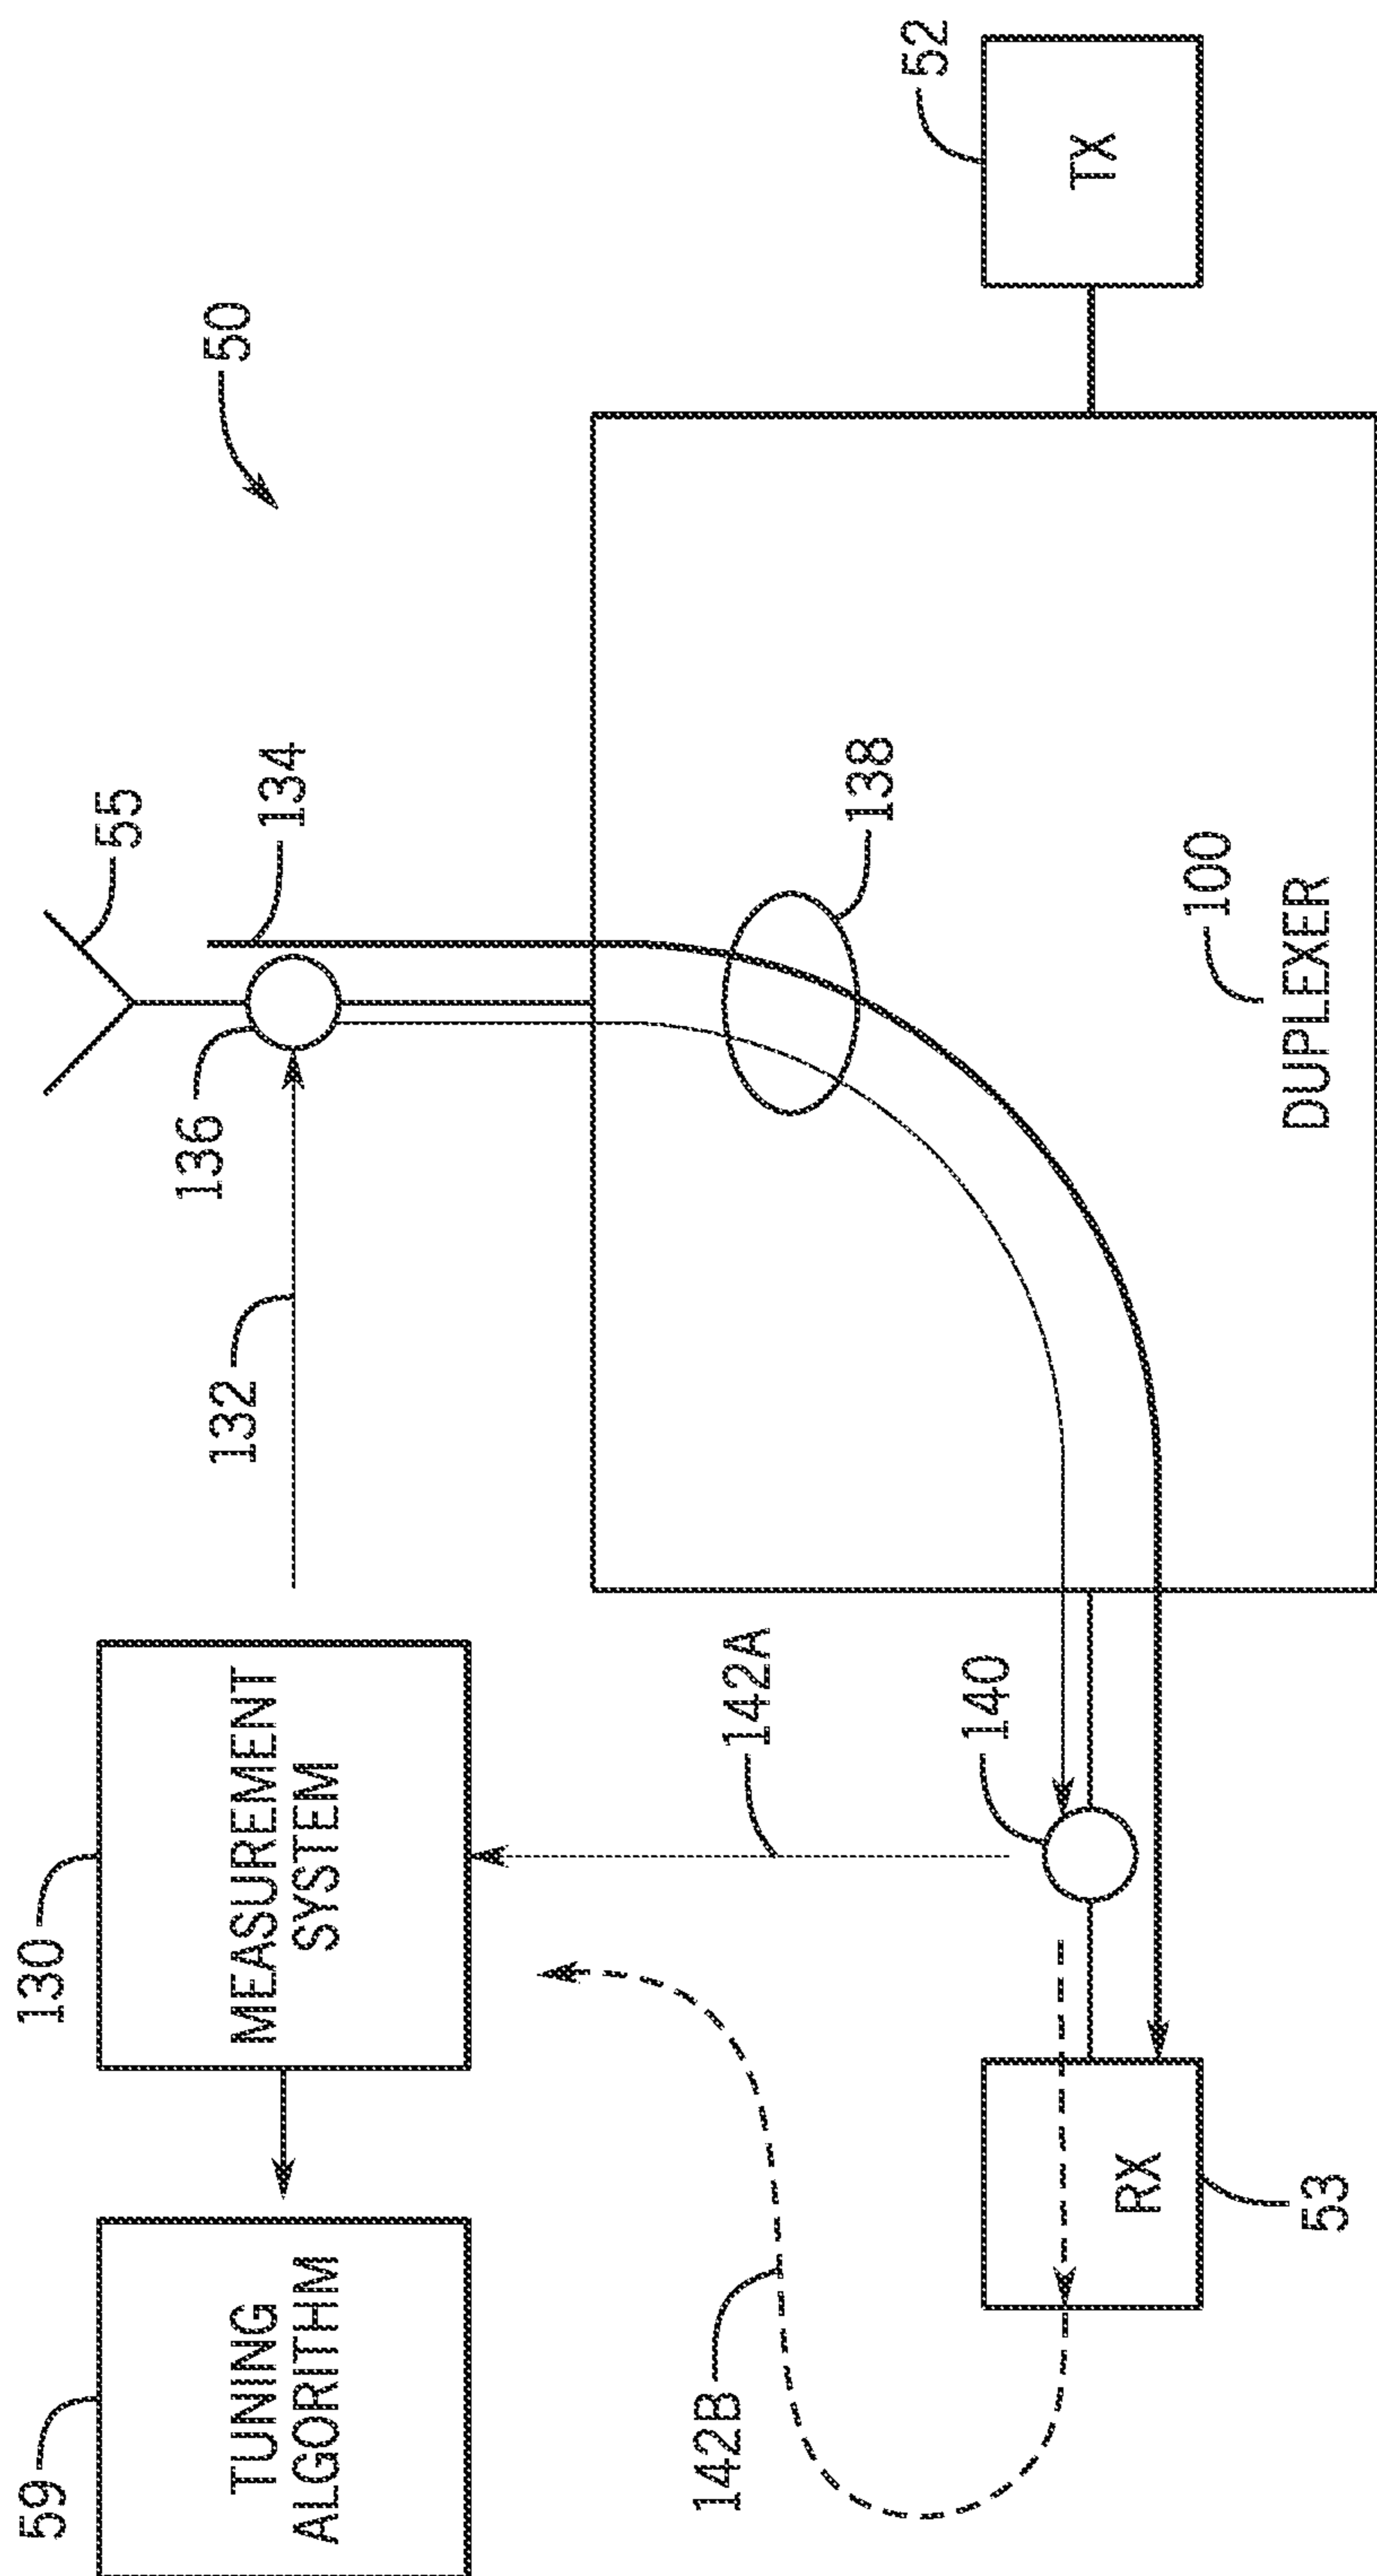 59
TUNING
ALGORITHM
130
MEASUREMENT
SYSTEM
132
136
55
134
50
52
TX
142B
142A
140
138
RX
53
100
DUPLEXER